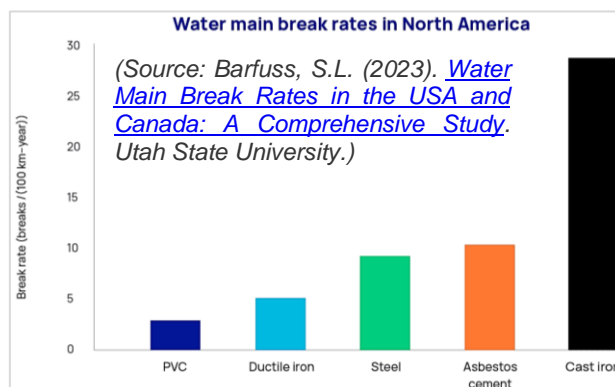 Water main break rates in North America
(Source: Barfuss, S.L. (2023). Water
Main Break Rates in the USA and
Canada: A Comprehensive Study.
Utah State University.)
Break rate (breaks / (100 km–year))
30
25
20
15
10
5
0
PVC
Ductile iron
Steel
Asbestos
cement
Cast iron